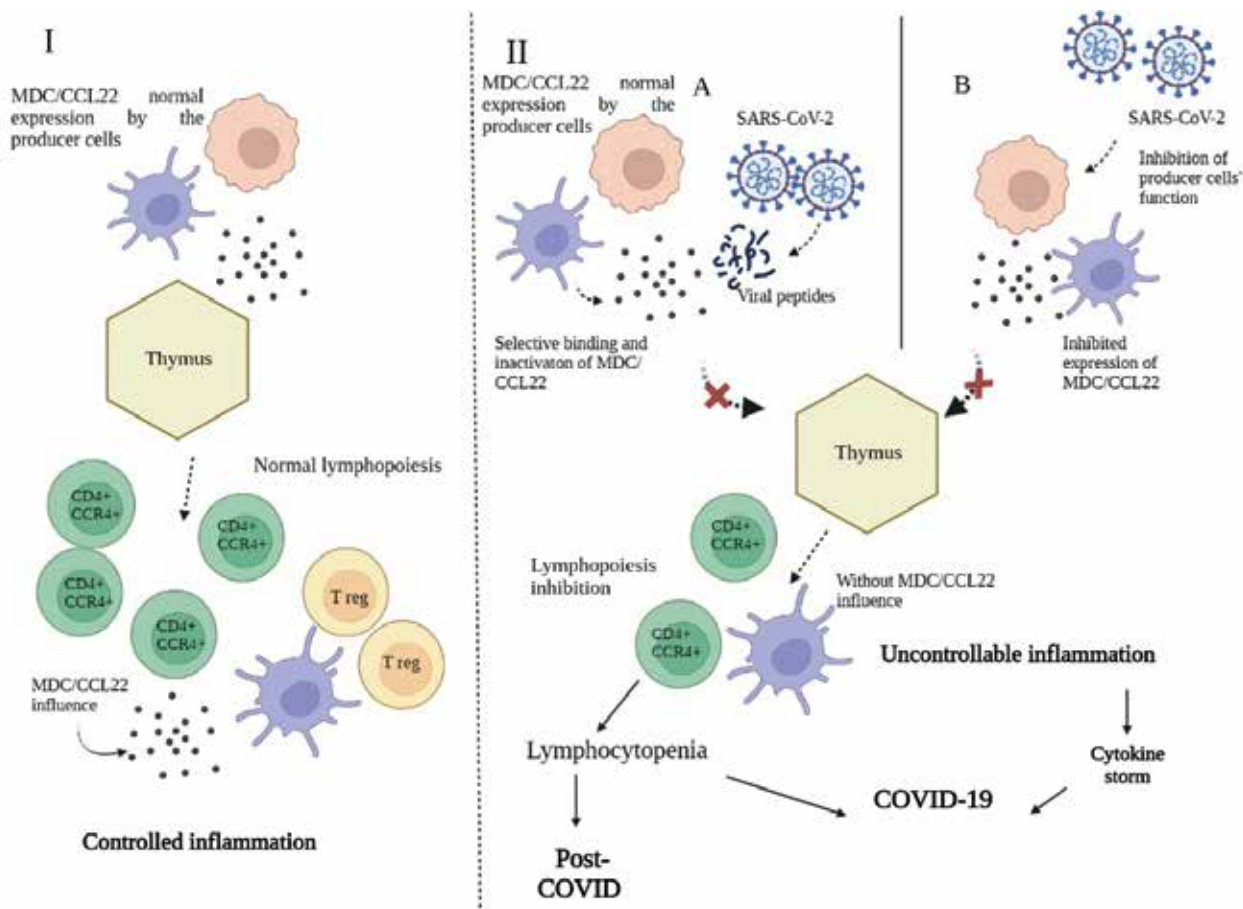 I
MDC/CCL22 normal
expression by the
producer cells
Thymus
Normal lymphopoiesis
CD4+
CCR4+
CD4+
CCR4+
CD4+
CCR4+
CD4+
CCR4+
T reg
T reg
MDC/CCL22
influence
Controlled inflammation
II
A
MDC/CCL22 normal
expression by the
producer cells
SARS-CoV-2
Viral peptides
Selective binding and
inactivaton of MDC/
CCL22
B
SARS-CoV-2
Inhibition of
producer cells'
function
Inhibited
expression of
MDC/CCL22
Thymus
CD4+
CCR4+
Lymphopoiesis
inhibition
Without MDC/CCL22
influence
CD4+
CCR4+
Uncontrollable inflammation
Lymphocytopenia
Cytokine
storm
COVID-19
Post-
COVID